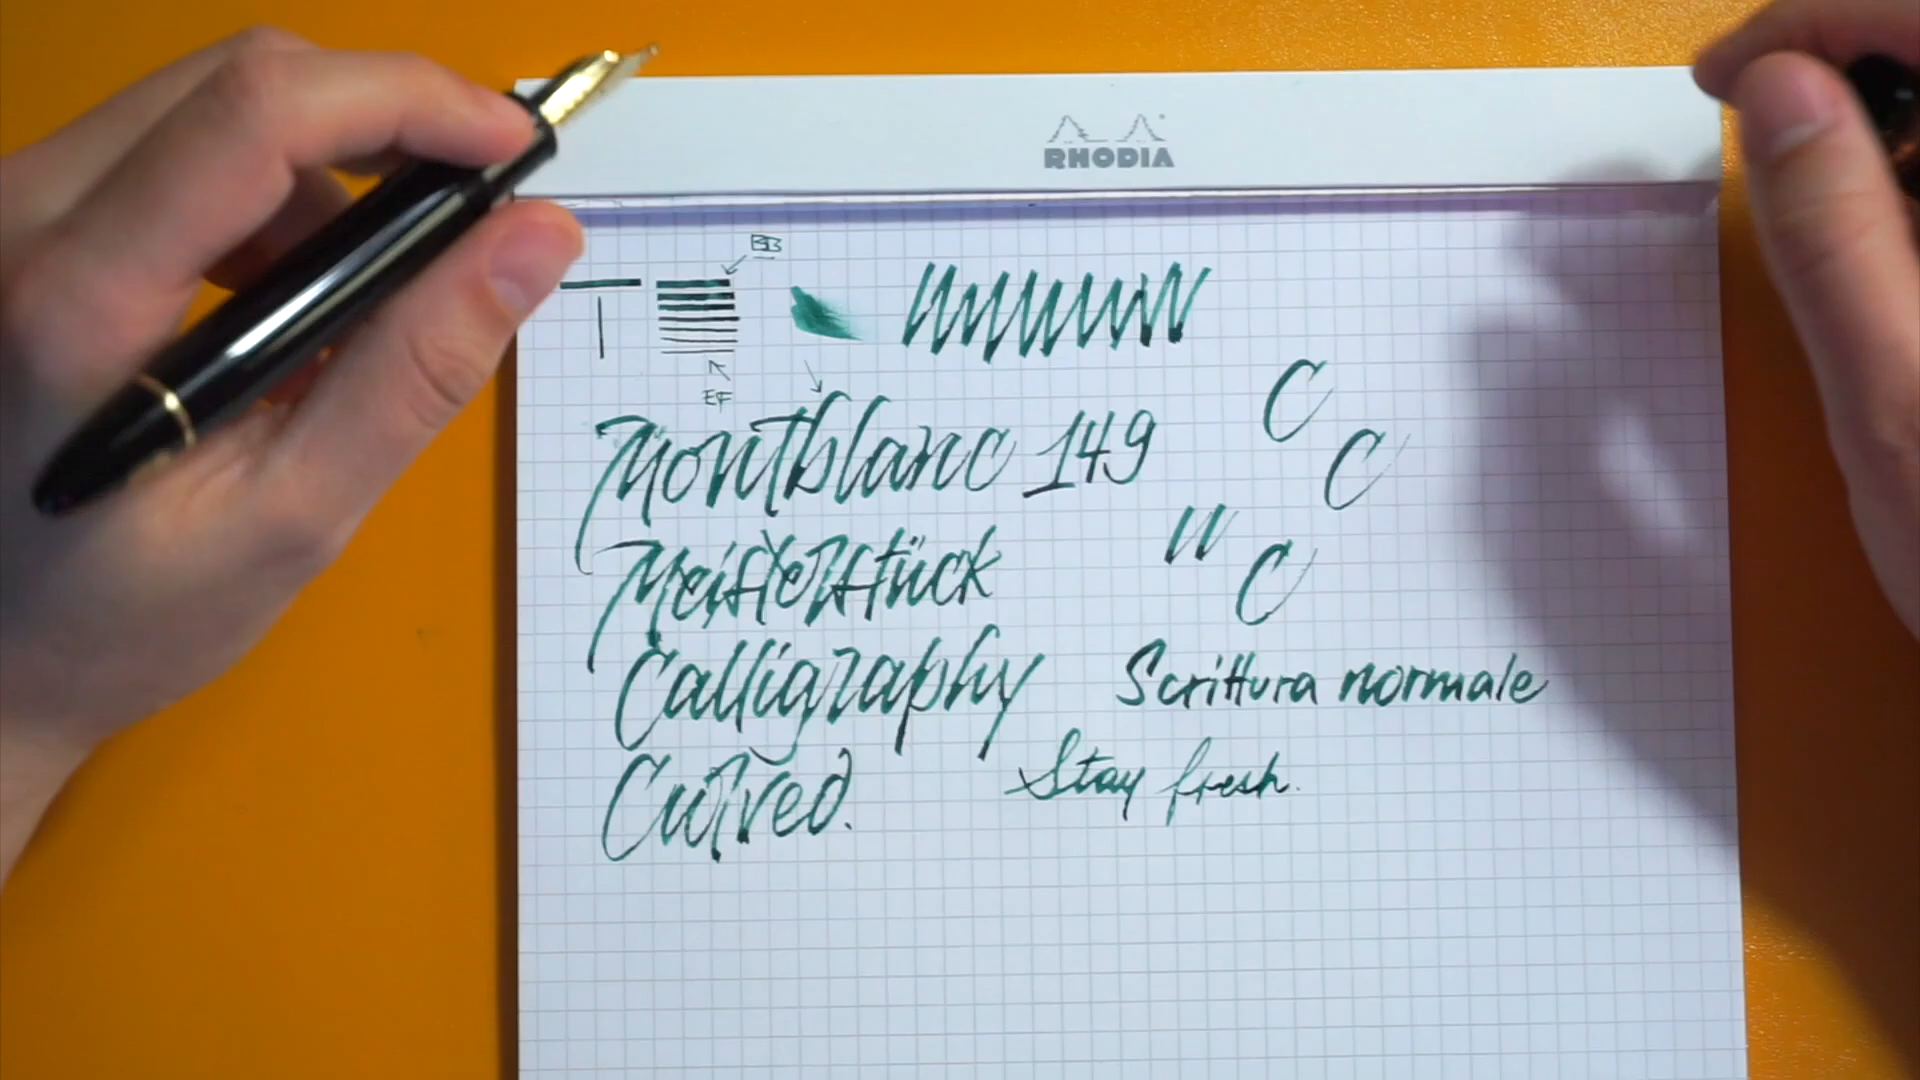 RHODIA
BB
EF
Montblanc 149
C
C
Meisterstück
C
Calligraphy
Scrittura normale
Curved.
Stay fresh.